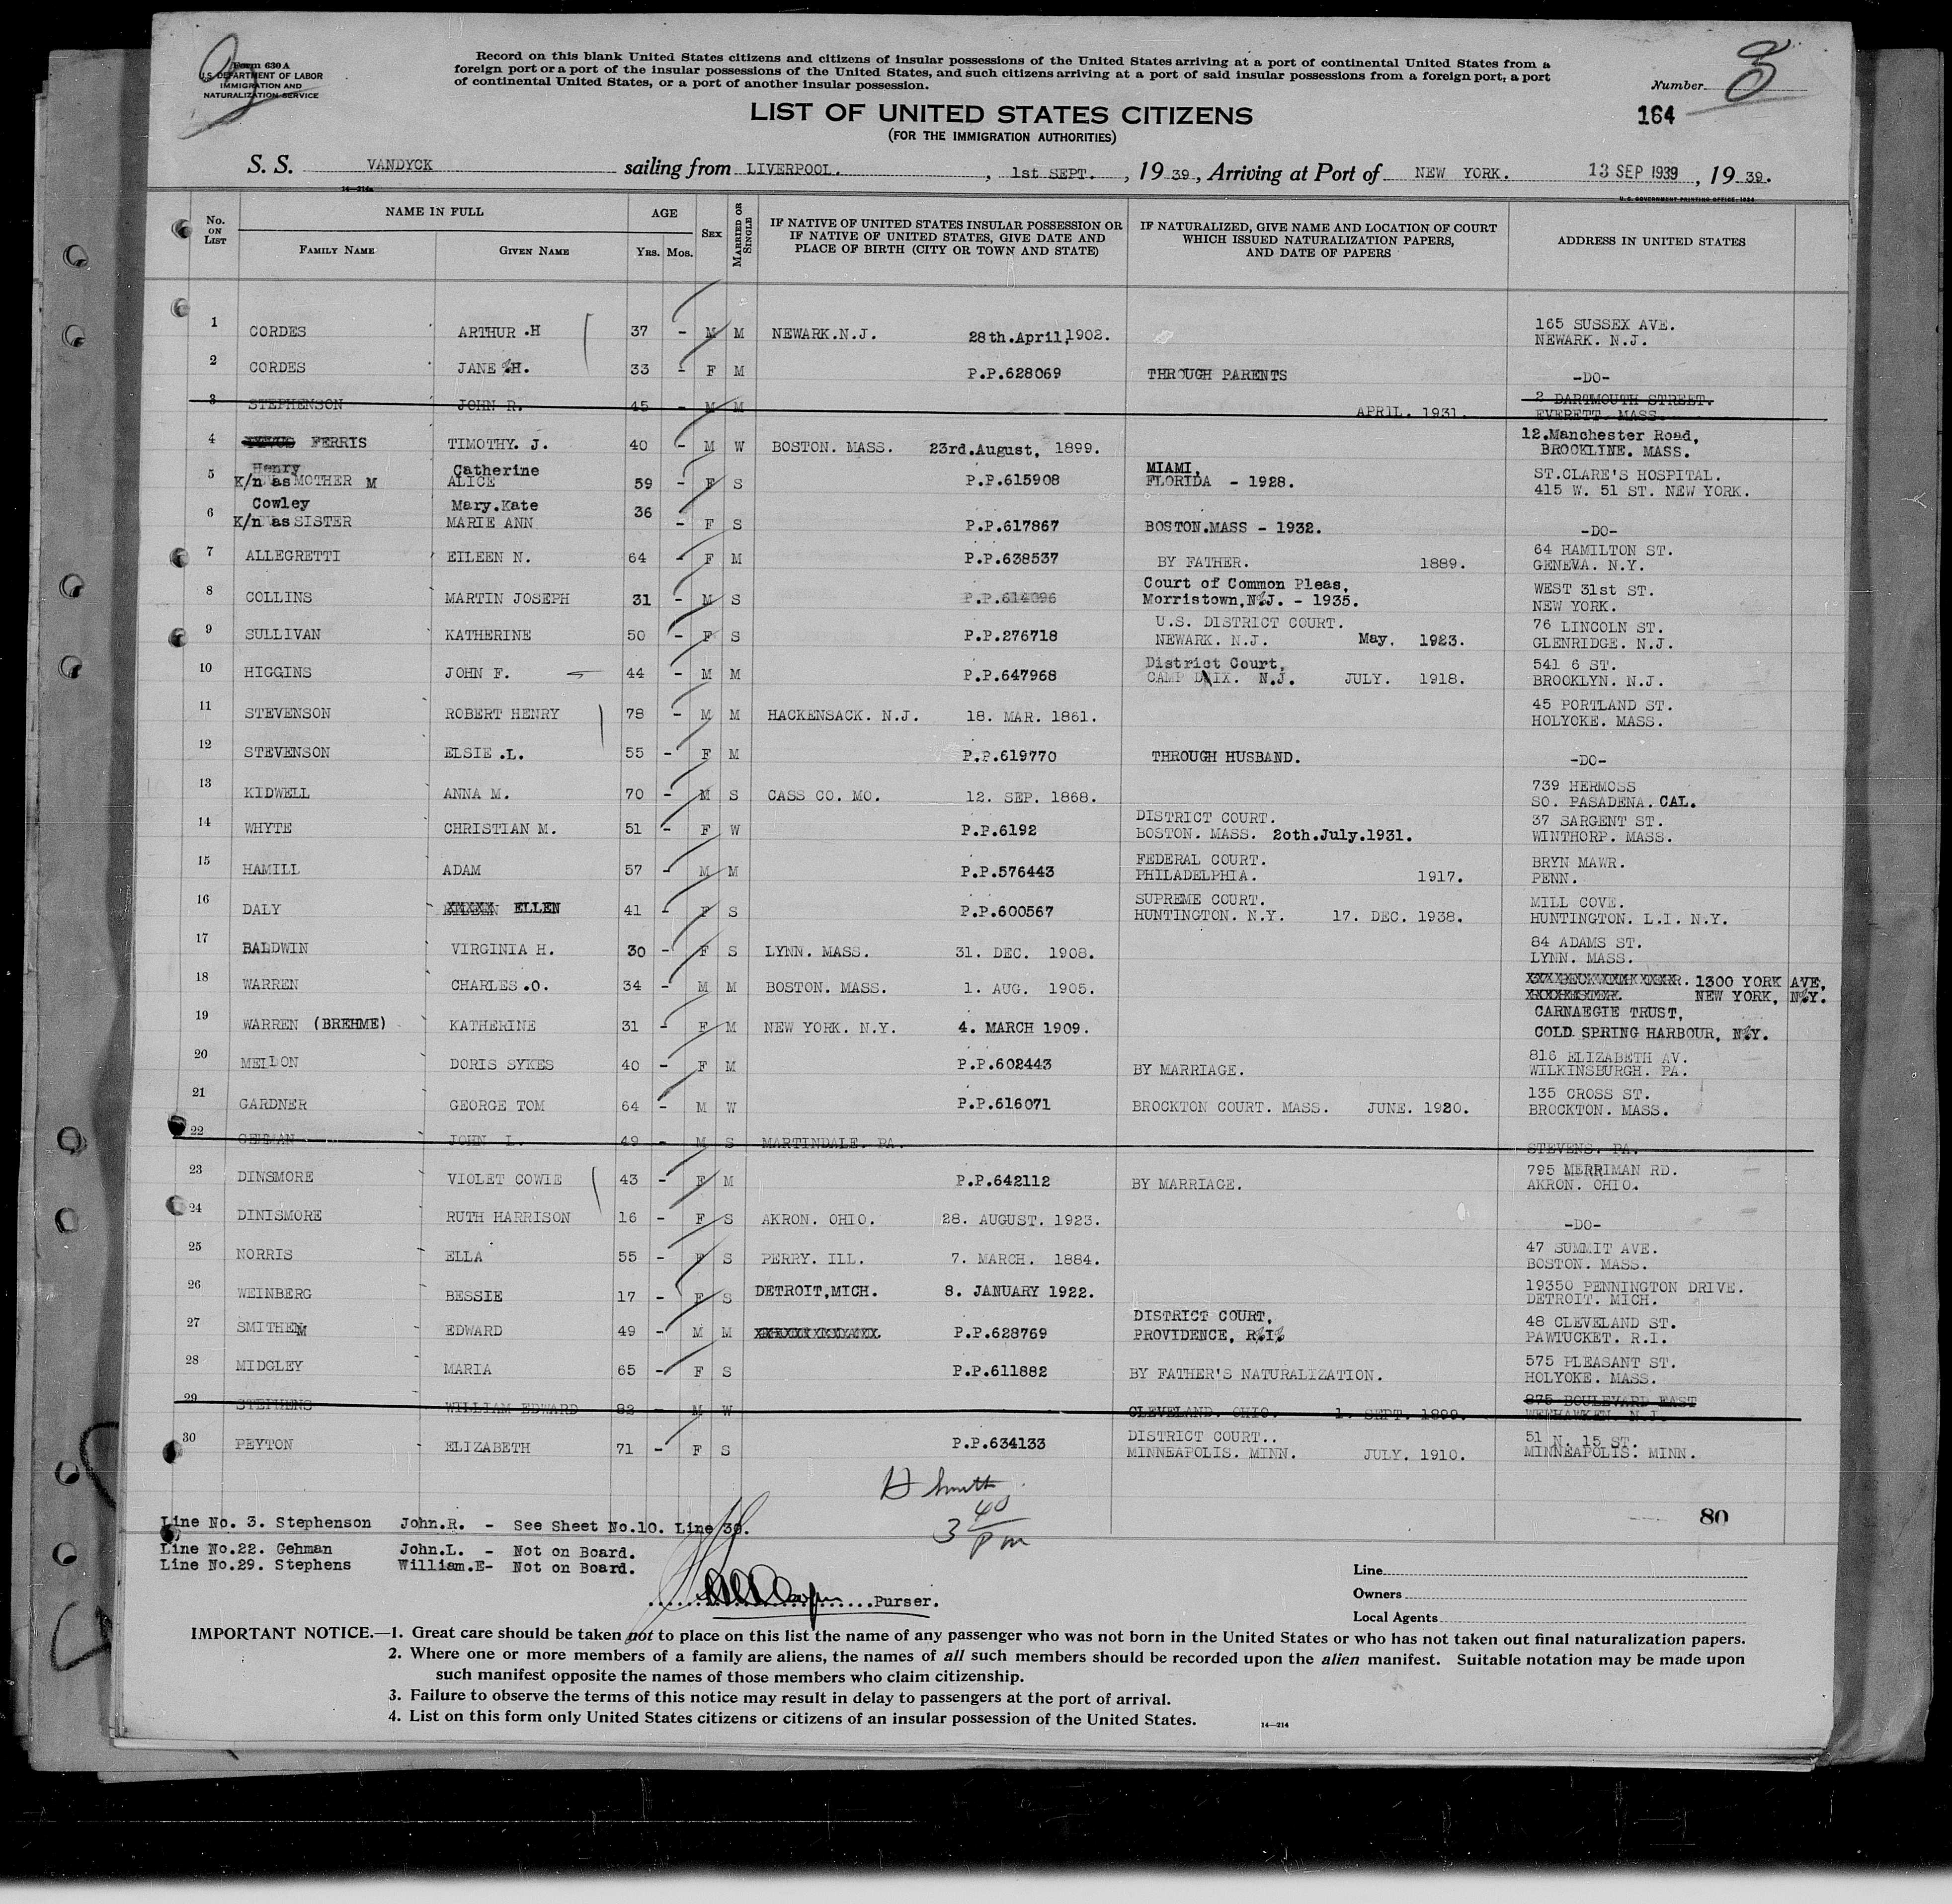 Form 630 A
U.S. DEPARTMENT OF LABOR
IMMIGRATION AND
NATURALIZATION SERVICE
Record on this blank United States citizens and citizens of insular possessions of the United States arriving at a port of continental United States from a
foreign port or a port of the insular possessions of the United States, and such citizens arriving at a port of said insular possessions from a foreign port, a port
of continental United States, or a port of another insular possession.
Number
164
LIST OF UNITED STATES CITIZENS
(FOR THE IMMIGRATION AUTHORITIES)
S. S. VANDYCK sailing from LIVERPOOL. , 1st SEPT. , 19 39, Arriving at Port of NEW YORK. 13 SEP 1939 , 19 39.
14—214a
U. S. GOVERNMENT PRINTING OFFICE: 1934
No. ON LIST NAME IN FULL FAMILY NAME GIVEN NAME AGE Yrs. Mos. SEX MARRIED OR SINGLE
IF NATIVE OF UNITED STATES INSULAR POSSESSION OR IF NATIVE OF UNITED STATES, GIVE DATE AND PLACE OF BIRTH (CITY OR TOWN AND STATE)
IF NATURALIZED, GIVE NAME AND LOCATION OF COURT WHICH ISSUED NATURALIZATION PAPERS, AND DATE OF PAPERS
ADDRESS IN UNITED STATES
1 CORDES ARTHUR .H 37 - M M NEWARK.N.J. 28th.April,1902. 165 SUSSEX AVE. NEWARK. N.J.
2 CORDES JANE H. 33 - F M P.P.628069 THROUGH PARENTS -DO-
3 STEPHENSON JOHN R. 45 - M M APRIL. 1931. 2 DARTMOUTH STREET. EVERETT. MASS.
4 FERRIS TIMOTHY. J. 40 - M W BOSTON. MASS. 23rd.August, 1899. 12.Manchester Road, BROOKLINE. MASS.
5 Henry K/n as MOTHER M Catherine ALICE 59 - F S P.P.615908 MIAMI, FLORIDA - 1928. ST.CLARE'S HOSPITAL. 415 W. 51 ST. NEW YORK.
6 Cowley K/n as SISTER Mary.Kate MARIE ANN 36 - F S P.P.617867 BOSTON.MASS - 1932. -DO-
7 ALLEGRETTI EILEEN N. 64 - F M P.P.638537 BY FATHER. 1889. 64 HAMILTON ST. GENEVA. N.Y.
8 COLLINS MARTIN JOSEPH 31 - M S P.P.614096 Court of Common Pleas, Morristown,N.J. - 1935. WEST 31st ST. NEW YORK.
9 SULLIVAN KATHERINE 50 - F S P.P.276718 U.S. DISTRICT COURT. NEWARK. N.J. May. 1923. 76 LINCOLN ST. GLENRIDGE. N.J.
10 HIGGINS JOHN F. 44 - M M P.P.647968 District Court, CAMP DIX. N.J. JULY. 1918. 541 6 ST. BROOKLYN. N.J.
11 STEVENSON ROBERT HENRY 78 - M M HACKENSACK. N.J. 18. MAR. 1861. 45 PORTLAND ST. HOLYOKE. MASS.
12 STEVENSON ELSIE .L. 55 - F M P.P.619770 THROUGH HUSBAND. -DO-
13 KIDWELL ANNA M. 70 - M S CASS CO. MO. 12. SEP. 1868. 739 HERMOSS SO. PASADENA. CAL.
14 WHYTE CHRISTIAN M. 51 - F W P.P.6192 DISTRICT COURT. BOSTON. MASS. 2oth.July.1931. 37 SARGENT ST. WINTHROP. MASS.
15 HAMILL ADAM 57 - M M P.P.576443 FEDERAL COURT. PHILADELPHIA. 1917. BRYN MAWR. PENN.
16 DALY ELLEN 41 - F S P.P.600567 SUPREME COURT. HUNTINGTON. N.Y. 17. DEC. 1938. MILL COVE. HUNTINGTON. L.I. N.Y.
17 BALDWIN VIRGINIA H. 30 - F S LYNN. MASS. 31. DEC. 1908. 84 ADAMS ST. LYNN. MASS.
18 WARREN CHARLES .O. 34 - M M BOSTON. MASS. 1. AUG. 1905. 1300 YORK AVE, NEW YORK, N.Y.
19 WARREN (BREHME) KATHERINE 31 - F M NEW YORK. N.Y. 4. MARCH 1909. CARNAEGIE TRUST, COLD SPRING HARBOUR, N.Y.
20 MELDON DORIS SYKES 40 - F M P.P.602443 BY MARRIAGE. 816 ELIZABETH AV. WILKINSBURGH. PA.
21 GARDNER GEORGE TOM 64 - M W P.P.616071 BROCKTON COURT. MASS. JUNE. 1920. 135 CROSS ST. BROCKTON. MASS.
22 GEHMAN JOHN L. 49 - M S MARTINDALE. PA. STEVENS. PA.
23 DINSMORE VIOLET COWIE 43 - F M P.P.642112 BY MARRIAGE. 795 MERRIMAN RD. AKRON. OHIO.
24 DINISMORE RUTH HARRISON 16 - F S AKRON. OHIO. 28. AUGUST. 1923. -DO-
25 NORRIS ELLA 55 - F S PERRY. ILL. 7. MARCH. 1884. 47 SUMMIT AVE. BOSTON. MASS.
26 WEINBERG BESSIE 17 - F S DETROIT,MICH. 8. JANUARY 1922. 19350 PENNINGTON DRIVE. DETROIT. MICH.
27 SMITHEM EDWARD 49 - M M P.P.628769 DISTRICT COURT, PROVIDENCE, R.I. 48 CLEVELAND ST. PAWTUCKET. R.I.
28 MIDGLEY MARIA 65 - F S P.P.611882 BY FATHER'S NATURALIZATION. 575 PLEASANT ST. HOLYOKE. MASS.
29 STEPHENS WILLIAM EDWARD 82 - M W CLEVELAND. OHIO. 1. SEPT. 1899. 875 BOULEVARD EAST WEEHAWKEN. N.J.
30 PEYTON ELIZABETH 71 - F S P.P.634133 DISTRICT COURT.. MINNEAPOLIS. MINN. JULY. 1910. 51 N. 15 ST. MINNEAPOLIS. MINN.
H Smith
3 40 pm
80
Line No. 3. Stephenson John.R. - See Sheet No.10. Line 30.
Line No.22. Gehman John.L. - Not on Board.
Line No.29. Stephens William.E- Not on Board.
Purser.
Line
Owners
Local Agents
IMPORTANT NOTICE.—1. Great care should be taken not to place on this list the name of any passenger who was not born in the United States or who has not taken out final naturalization papers.
2. Where one or more members of a family are aliens, the names of all such members should be recorded upon the alien manifest. Suitable notation may be made upon
such manifest opposite the names of those members who claim citizenship.
3. Failure to observe the terms of this notice may result in delay to passengers at the port of arrival.
4. List on this form only United States citizens or citizens of an insular possession of the United States.
14—214